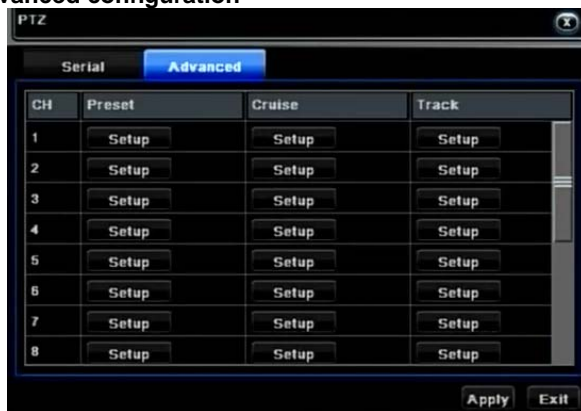 vanced configuration
PTZ
Serial Advanced
CH Preset Cruise Track
1 Setup Setup Setup
2 Setup Setup Setup
3 Setup Setup Setup
4 Setup Setup Setup
5 Setup Setup Setup
6 Setup Setup Setup
7 Setup Setup Setup
8 Setup Setup Setup
Apply Exit